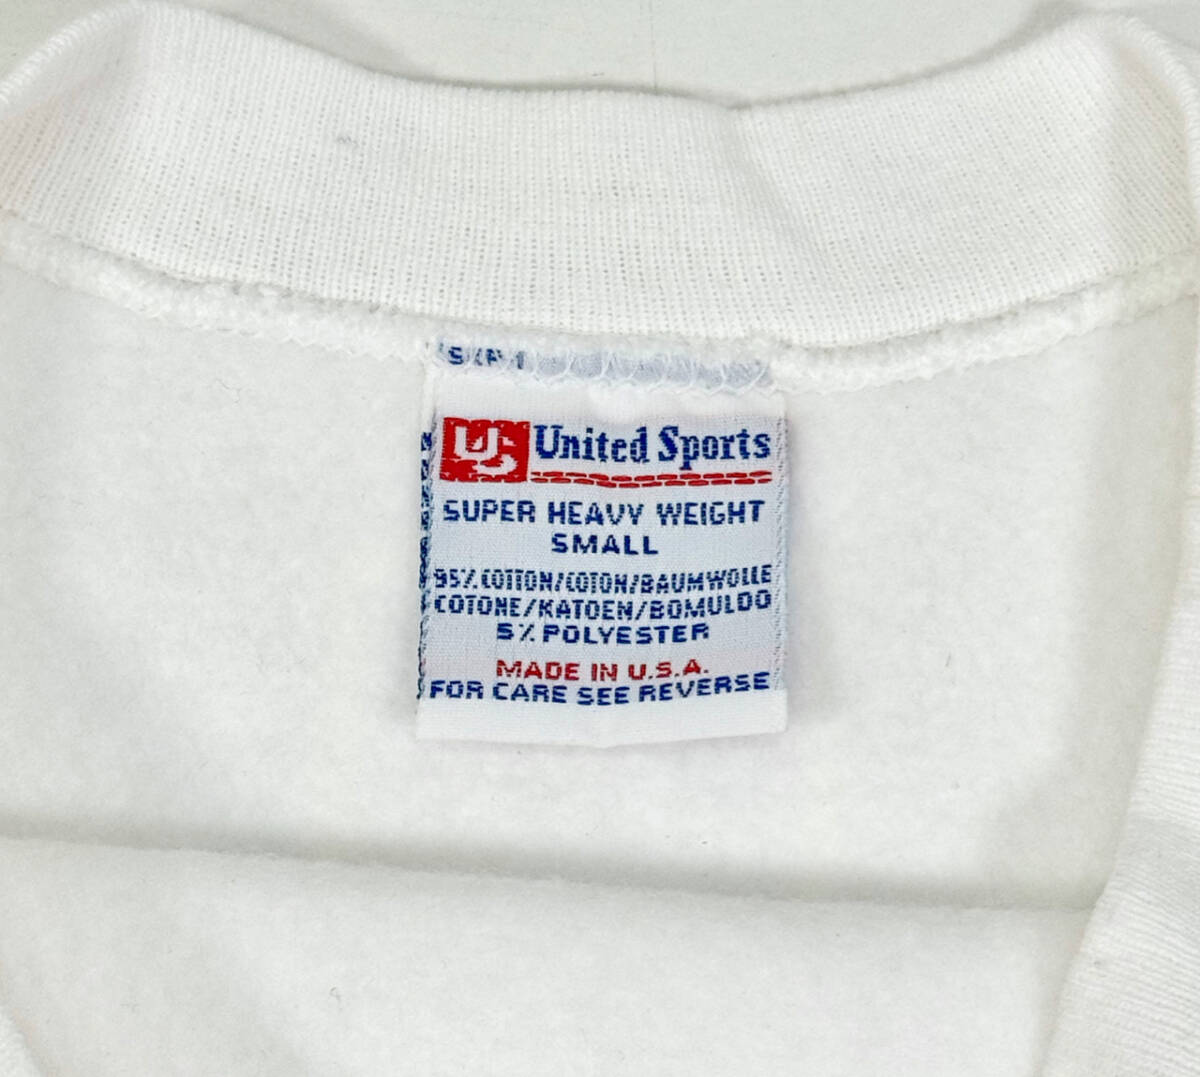 US United Sports
SUPER HEAVY WEIGHT
SMALL
95% COTTON/COTON/BAUMWOLLE
COTONE/KATOEN/BOMULDO
5% POLYESTER
MADE IN U.S.A.
FOR CARE SEE REVERSE